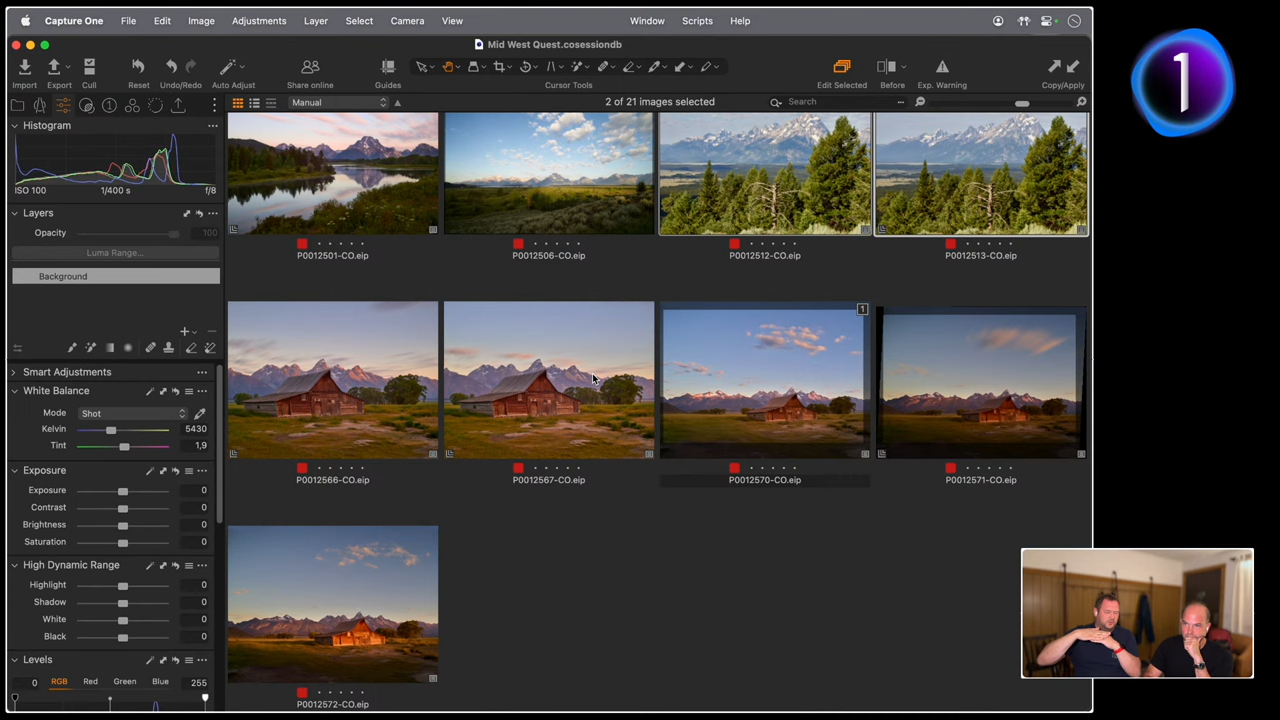 Capture One File Edit Image Adjustments Layer Select Camera View Window Scripts Help
Mid West Quest.cosessiondb
Import Export Cull Reset Undo/Redo Auto Adjust Share online Guides Cursor Tools Edit Selected Before Exp. Warning Copy/Apply
Manual 2 of 21 images selected Search
Histogram
ISO 100 1/400 s f/8
Layers
Opacity 100
Luma Range...
Background
Smart Adjustments
White Balance
Mode Shot
Kelvin 5430
Tint 1,9
Exposure
Exposure 0
Contrast 0
Brightness 0
Saturation 0
High Dynamic Range
Highlight 0
Shadow 0
White 0
Black 0
Levels
0 RGB Red Green Blue 255
P0012501-CO.eip P0012506-CO.eip P0012512-CO.eip P0012513-CO.eip
1
P0012566-CO.eip P0012567-CO.eip P0012570-CO.eip P0012571-CO.eip
P0012572-CO.eip
1